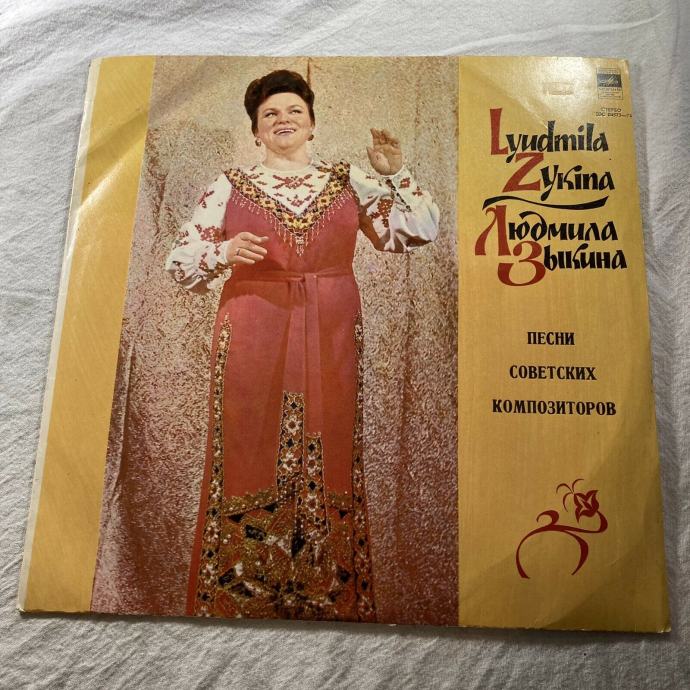 СТЕРЕО
Lyudmila
Zykina
Людмила
Зыкина
ПЕСНИ
СОВЕТСКИХ
КОМПОЗИТОРОВ